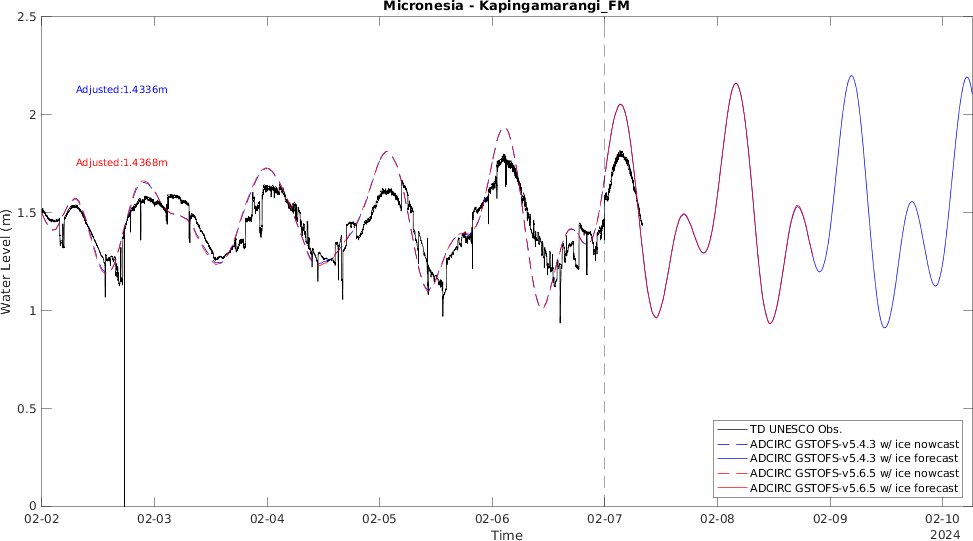 Micronesia - Kapingamarangi_FM
2.5
2
1.5
1
0.5
0
Water Level (m)
Adjusted:1.4336m
Adjusted:1.4368m
TD UNESCO Obs.
ADCIRC GSTOFS-v5.4.3 w/ ice nowcast
ADCIRC GSTOFS-v5.4.3 w/ ice forecast
ADCIRC GSTOFS-v5.6.5 w/ ice nowcast
ADCIRC GSTOFS-v5.6.5 w/ ice forecast
02-02 02-03 02-04 02-05 02-06 02-07 02-08 02-09 02-10
Time 2024